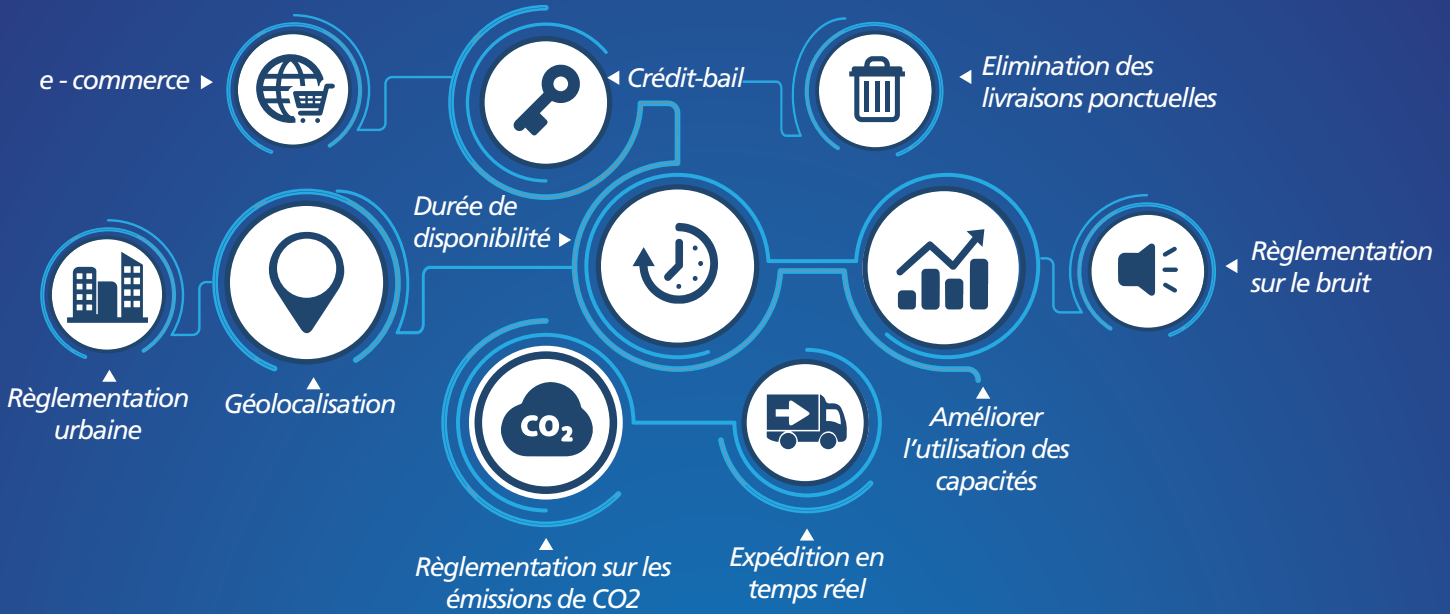 e - commerce
Crédit-bail
Elimination des
livraisons ponctuelles
Durée de
disponibilité
Règlementation
sur le bruit
Règlementation
urbaine
Géolocalisation
CO2
Améliorer
l'utilisation des
capacités
Règlementation sur les
émissions de CO2
Expédition en
temps réel